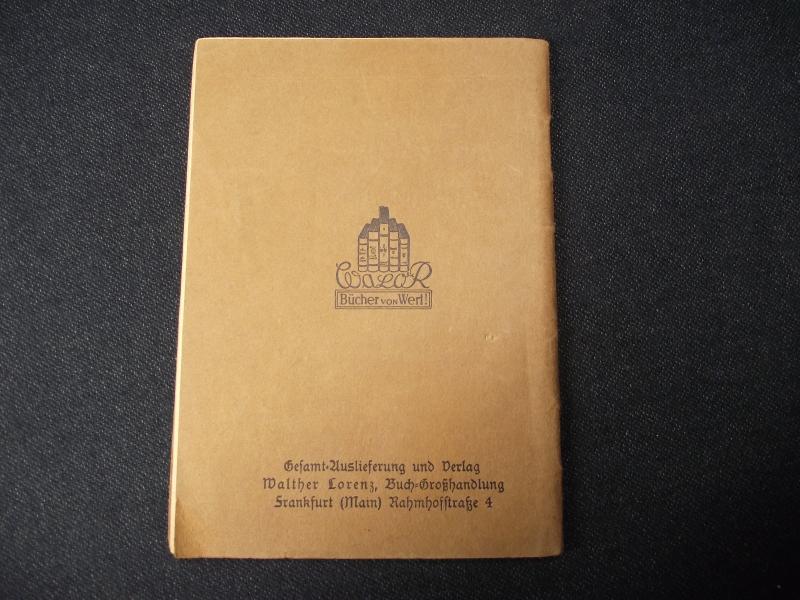 WALOR
Bücher von Wert!
Gesamt-Auslieferung und Verlag
Walther Lorenz, Buch-Großhandlung
Frankfurt (Main) Rahmhofstraße 4